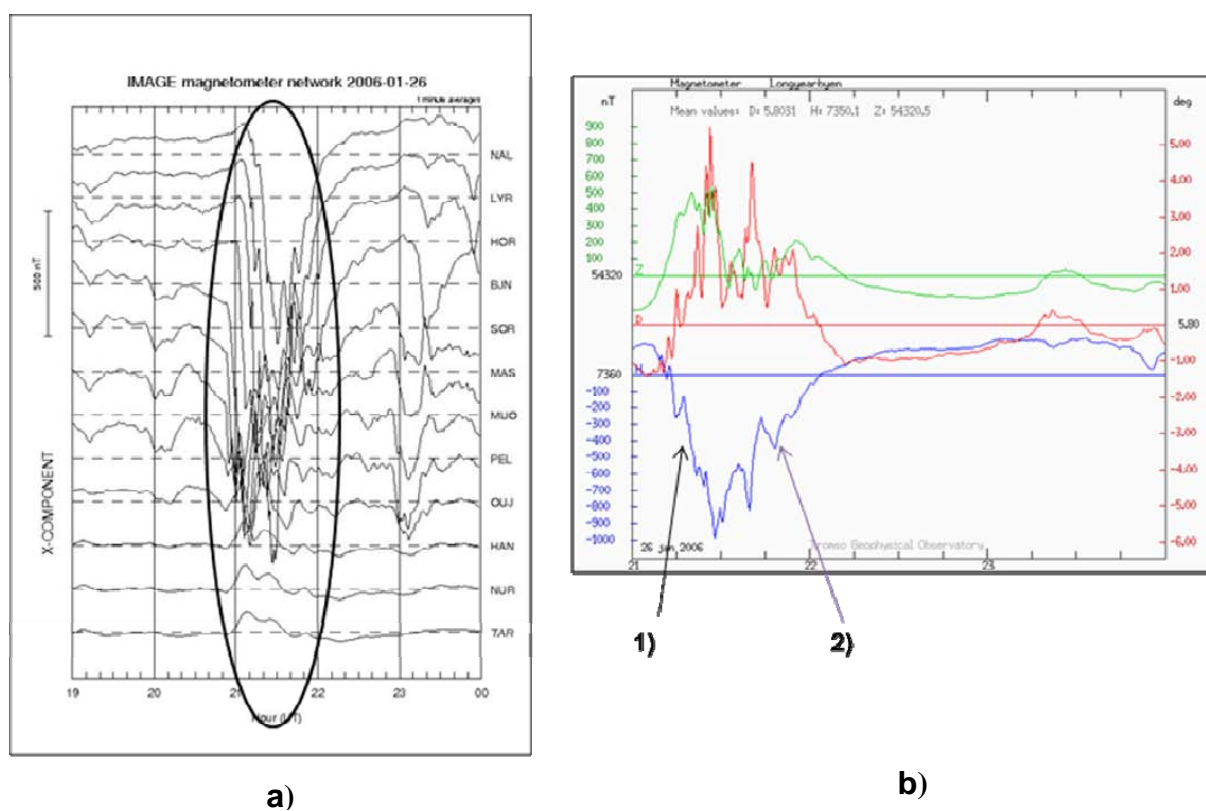 IMAGE magnetometer network 2006-01-26
1 minute averages
NAL
LYR
HOR
BJN
SOR
MAS
MUO
PEL
OUJ
HAN
NUR
TAR
500 nT
X-COMPONENT
19 20 21 22 23 00
Hour (UT)
a)
Magnetometer Longyearbyen
nT
deg
Mean values: D: 5.8031 H: 7350.1 Z: 54320.5
900
800
700
600
500
400
300
200
100
54320
Z
D
H
7360
-100
-200
-300
-400
-500
-600
-700
-800
-900
-1000
5.00
4.00
3.00
2.00
1.00
5.80
-1.00
-2.00
-3.00
-4.00
-5.00
-6.00
26 Jan 2006
Tromso Geophysical Observatory
21 22 23
1)
2)
b)